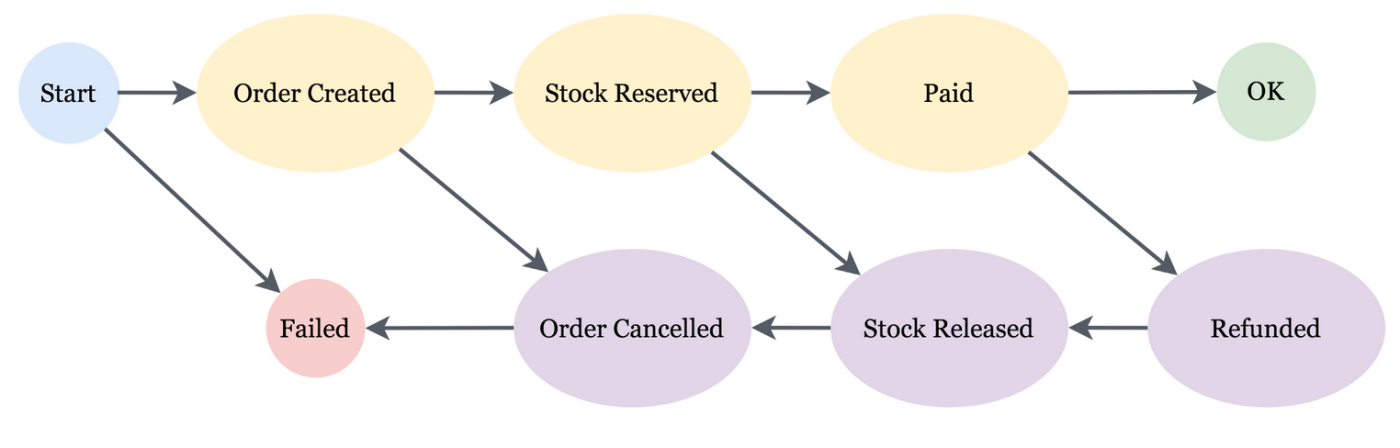 Start
Order Created
Stock Reserved
Paid
OK
Failed
Order Cancelled
Stock Released
Refunded